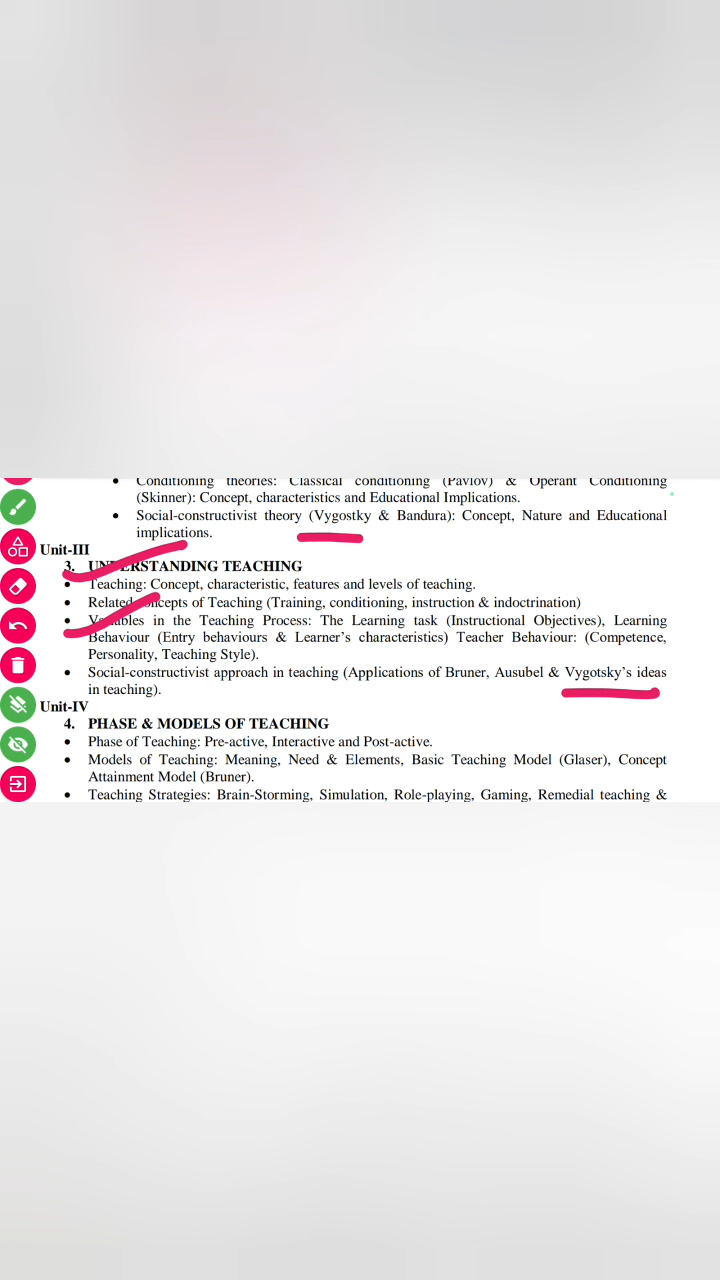 • Conditioning theories: Classical conditioning (Pavlov) & Operant Conditioning
(Skinner): Concept, characteristics and Educational Implications.
• Social-constructivist theory (Vygostky & Bandura): Concept, Nature and Educational
implications.
Unit-III
3. UNDERSTANDING TEACHING
• Teaching: Concept, characteristic, features and levels of teaching.
• Related concepts of Teaching (Training, conditioning, instruction & indoctrination)
• Variables in the Teaching Process: The Learning task (Instructional Objectives), Learning
Behaviour (Entry behaviours & Learner's characteristics) Teacher Behaviour: (Competence,
Personality, Teaching Style).
• Social-constructivist approach in teaching (Applications of Bruner, Ausubel & Vygotsky's ideas
in teaching).
Unit-IV
4. PHASE & MODELS OF TEACHING
• Phase of Teaching: Pre-active, Interactive and Post-active.
• Models of Teaching: Meaning, Need & Elements, Basic Teaching Model (Glaser), Concept
Attainment Model (Bruner).
• Teaching Strategies: Brain-Storming, Simulation, Role-playing, Gaming, Remedial teaching &